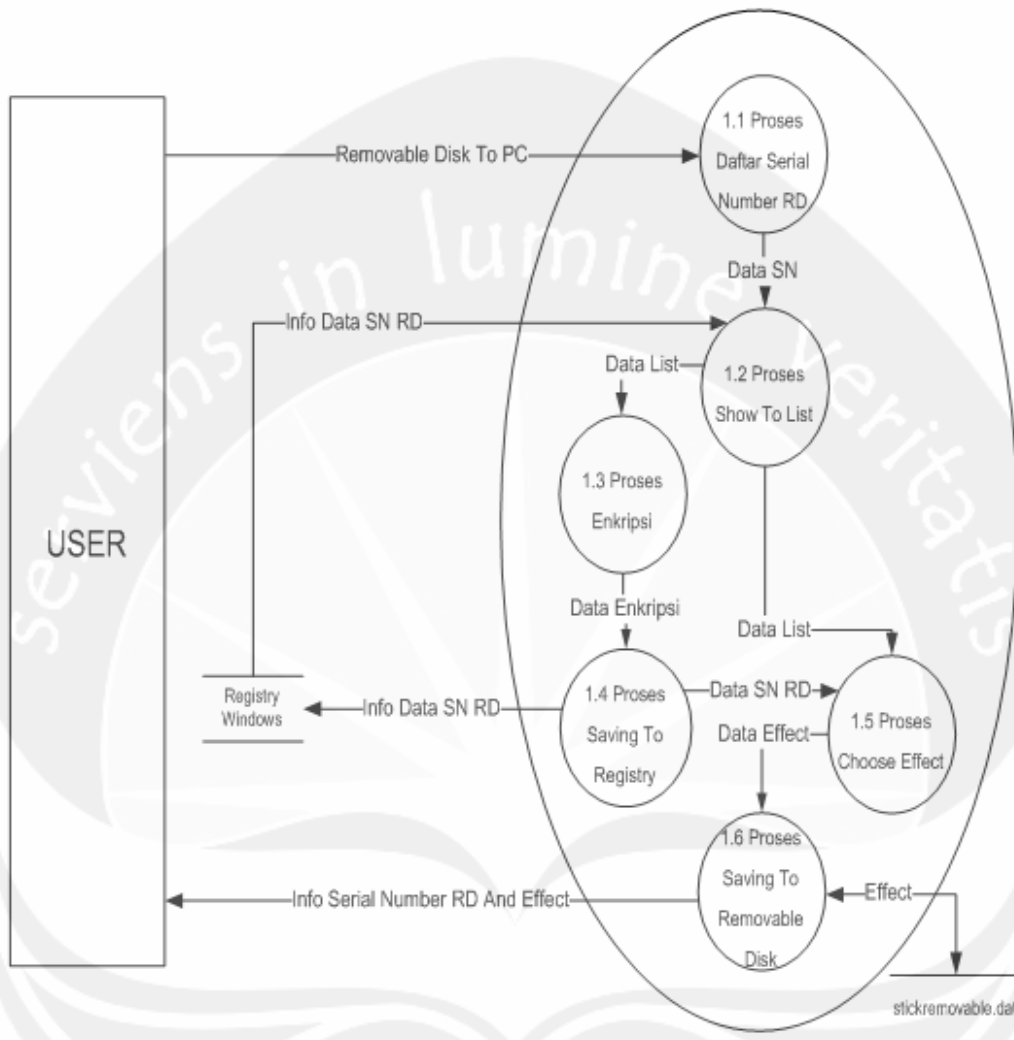 serviens in lumine veritatis
USER
Removable Disk To PC
1.1 Proses
Daftar Serial
Number RD
Data SN
Info Data SN RD
1.2 Proses
Show To List
Data List
1.3 Proses
Enkripsi
Data Enkripsi
Data List
Registry
Windows
Info Data SN RD
1.4 Proses
Saving To
Registry
Data SN RD
1.5 Proses
Choose Effect
Data Effect
1.6 Proses
Saving To
Removable
Disk
Info Serial Number RD And Effect
Effect
stickremovable.dat